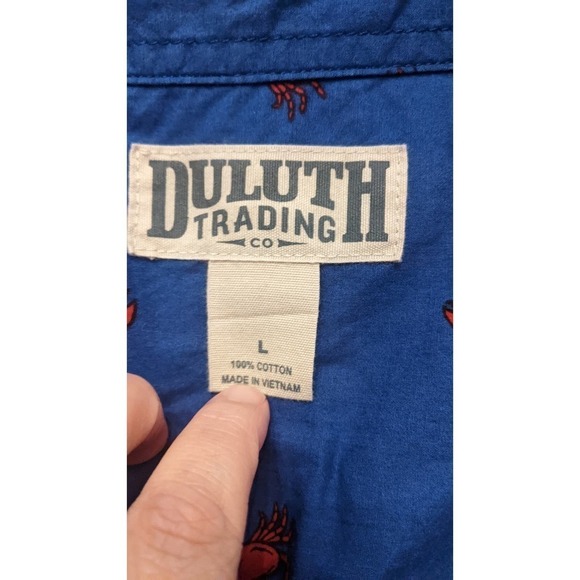 DULUTH
TRADING
CO
L
100% COTTON
MADE IN VIETNAM